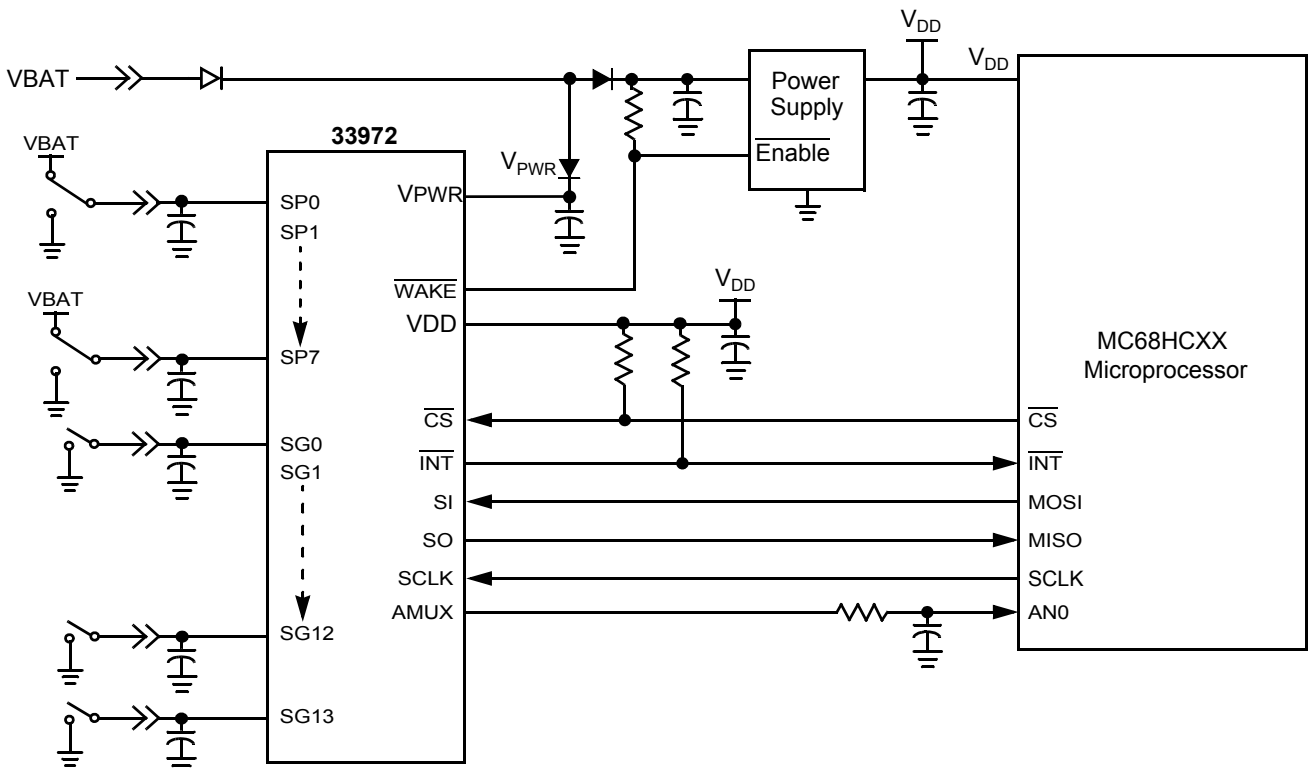 VDD
VBAT
Power
Supply
Enable
VDD
33972
VBAT
SP0
SP1
SP7
VBAT
SG0
SG1
SG12
SG13
VPWR
VPWR
WAKE
VDD
VDD
CS
INT
SI
SO
SCLK
AMUX
MC68HCXX
Microprocessor
CS
INT
MOSI
MISO
SCLK
AN0